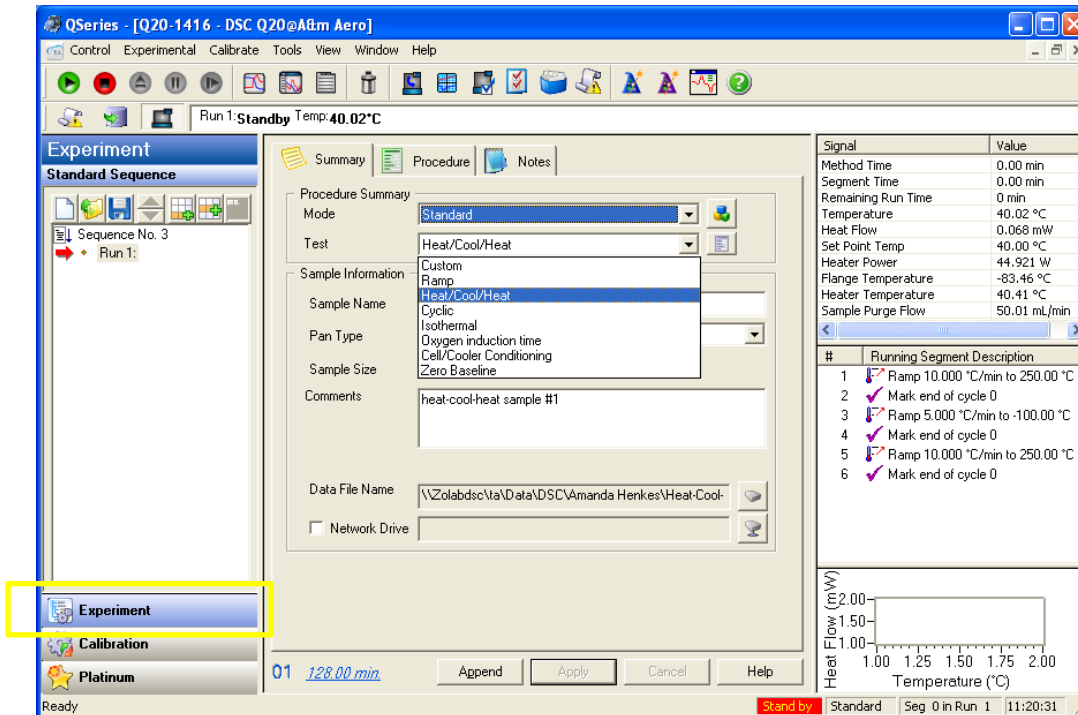 QSeries - [Q20-1416 - DSC Q20@A&m Aero]
Control Experimental Calibrate Tools View Window Help
Run 1: Standby Temp: 40.02°C
Experiment
Standard Sequence
Sequence No. 3
Run 1:
Experiment
Calibration
Platinum
Summary Procedure Notes
Procedure Summary
Mode Standard
Test Heat/Cool/Heat
Custom
Ramp
Heat/Cool/Heat
Cyclic
Isothermal
Oxygen induction time
Cell/Cooler Conditioning
Zero Baseline
Sample Information
Sample Name
Pan Type
Sample Size
Comments heat-cool-heat sample #1
Data File Name \\Zolabdsc\ta\Data\DSC\Amanda Henkes\Heat-Cool-
Network Drive
01 128.00 min. Append Apply Cancel Help
Signal Value
Method Time 0.00 min
Segment Time 0.00 min
Remaining Run Time 0 min
Temperature 40.02 °C
Heat Flow 0.068 mW
Set Point Temp 40.00 °C
Heater Power 44.921 W
Flange Temperature -83.46 °C
Heater Temperature 40.41 °C
Sample Purge Flow 50.01 mL/min
# Running Segment Description
1 Ramp 10.000 °C/min to 250.00 °C
2 Mark end of cycle 0
3 Ramp 5.000 °C/min to -100.00 °C
4 Mark end of cycle 0
5 Ramp 10.000 °C/min to 250.00 °C
6 Mark end of cycle 0
Heat Flow (mW)
2.00
1.50
1.00
1.00 1.25 1.50 1.75 2.00
Temperature (°C)
Ready Stand by Standard Seg 0 in Run 1 11:20:31